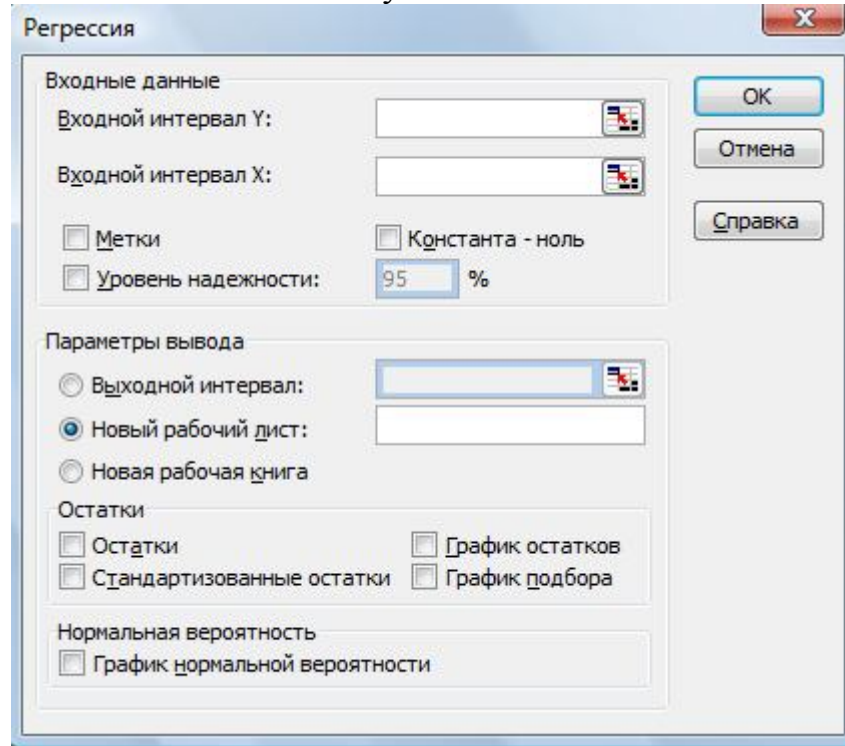 Регрессия
Входные данные
Входной интервал Y:
Входной интервал X:
Метки
Константа - ноль
Уровень надежности:
95 %
OK
Отмена
Справка
Параметры вывода
Выходной интервал:
Новый рабочий лист:
Новая рабочая книга
Остатки
Остатки
График остатков
Стандартизованные остатки
График подбора
Нормальная вероятность
График нормальной вероятности